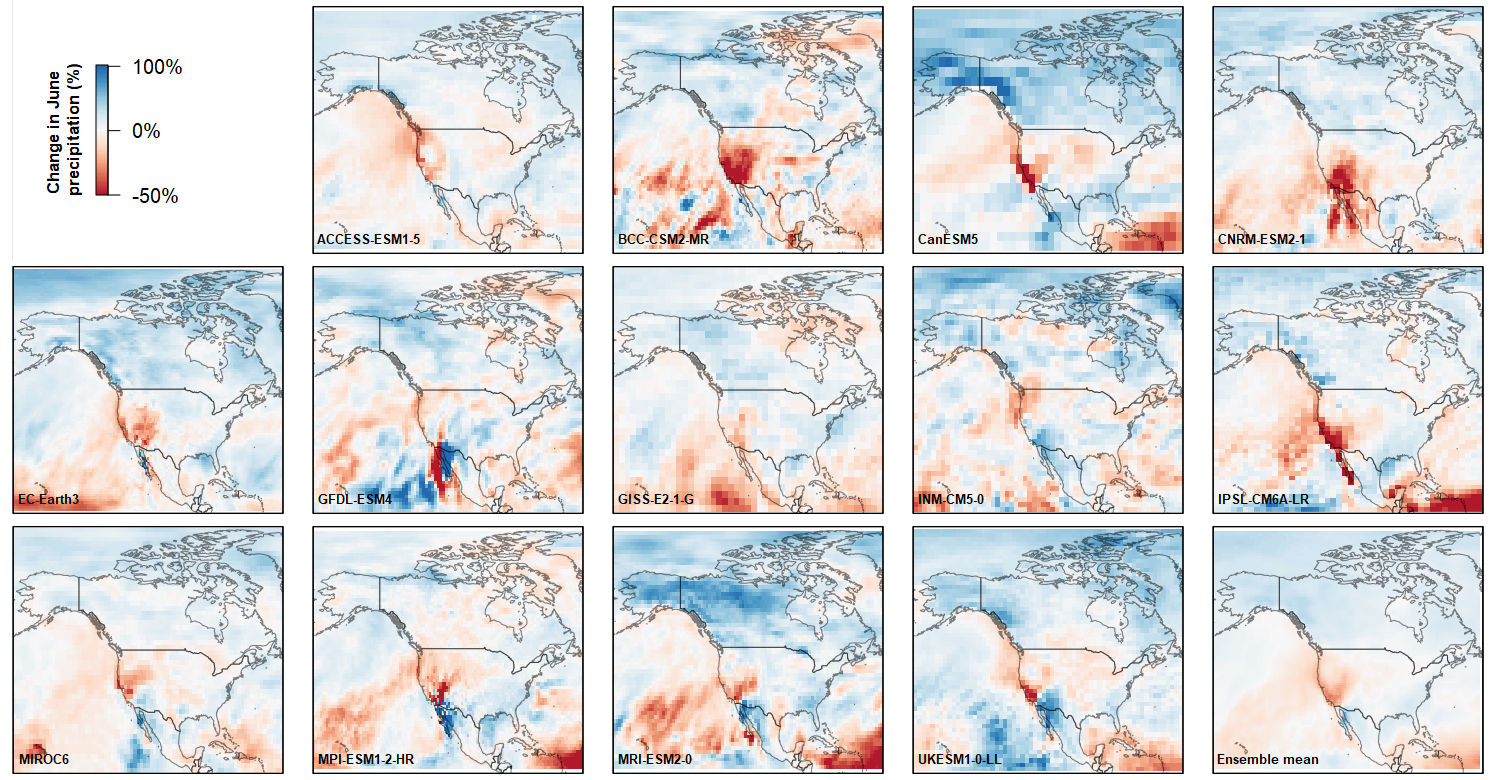 Change in June
precipitation (%)
100%
0%
-50%
ACCESS-ESM1-5
BCC-CSM2-MR
CanESM5
CNRM-ESM2-1
EC-Earth3
GFDL-ESM4
GISS-E2-1-G
INM-CM5-0
IPSL-CM6A-LR
MIROC6
MPI-ESM1-2-HR
MRI-ESM2-0
UKESM1-0-LL
Ensemble mean